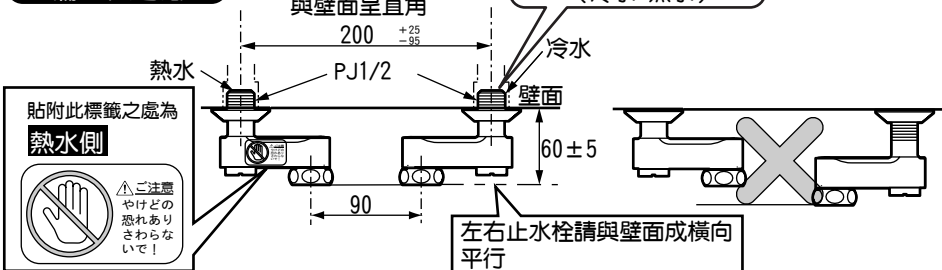 與壁面呈直角
200 +25
−95
冷水
熱水
PJ1/2
壁面
貼附此標籤之處為
熱水側
⚠ご注意
やけどの
恐れあり
さわらな
いで！
60±5
90
左右止水栓請與壁面成橫向
平行